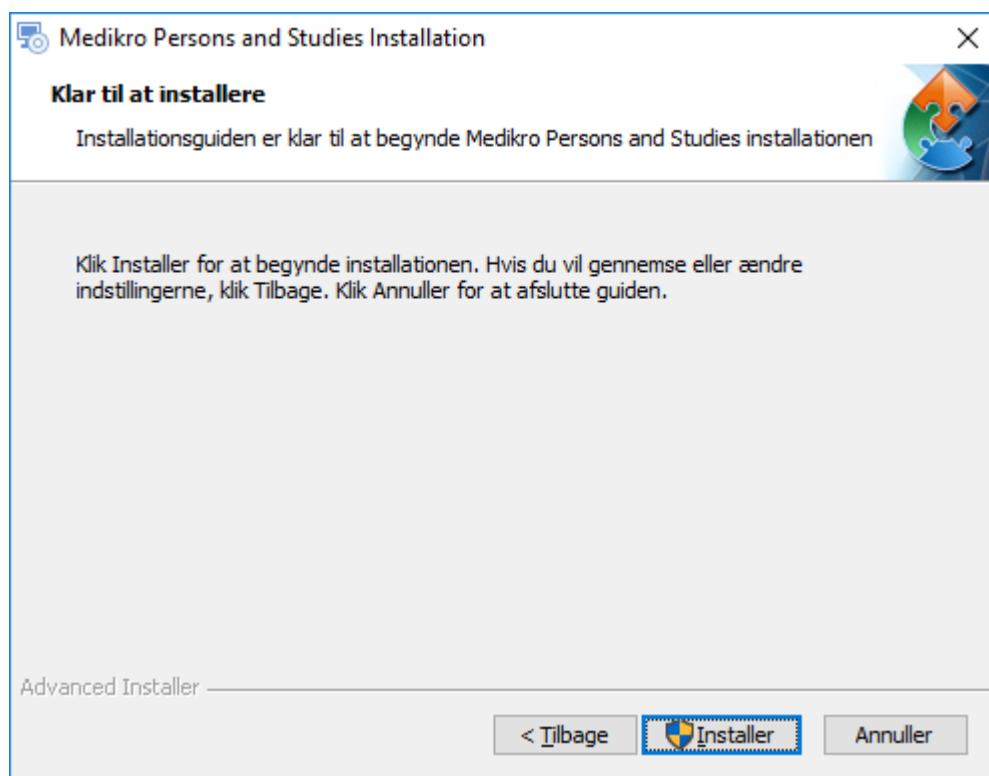 Medikro Persons and Studies Installation
Klar til at installere
Installationsguiden er klar til at begynde Medikro Persons and Studies installationen
Klik Installer for at begynde installationen. Hvis du vil gennemse eller ændre
indstillingerne, klik Tilbage. Klik Annuller for at afslutte guiden.
Advanced Installer
< Tilbage
Installer
Annuller